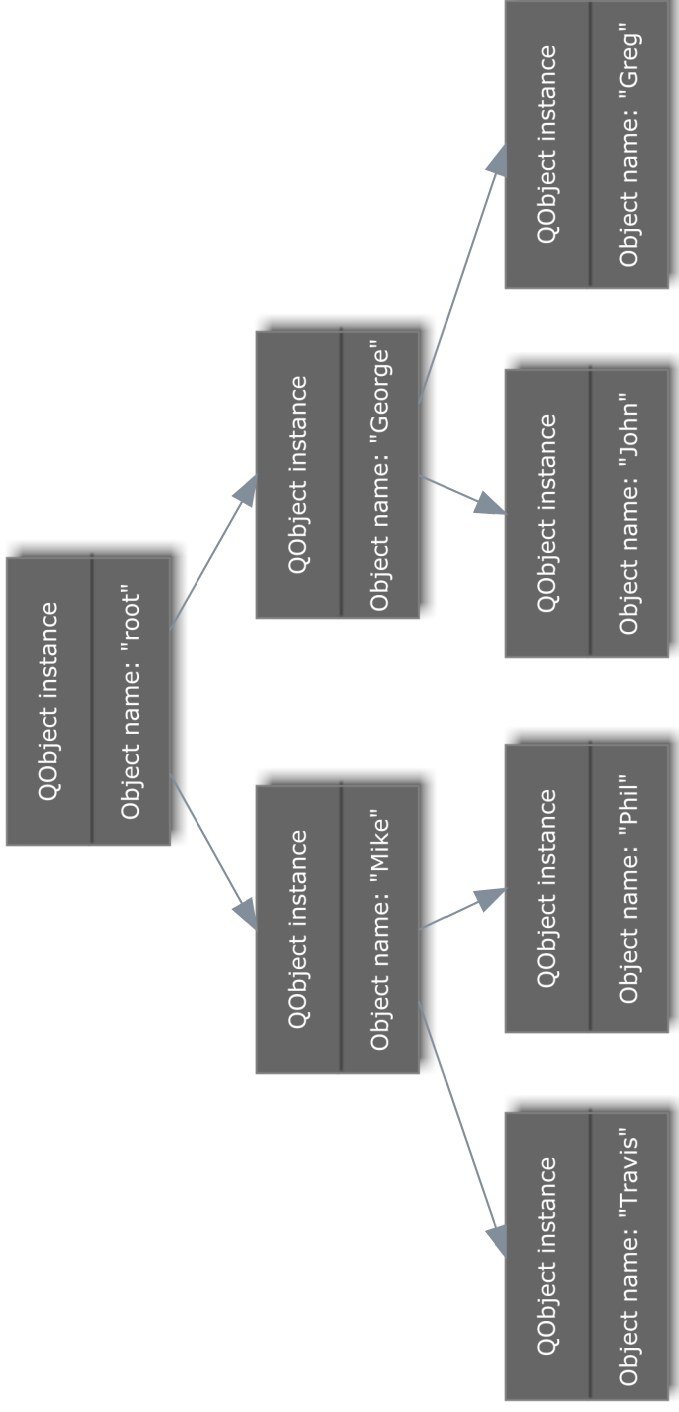 QObject instance
Object name: "root"
QObject instance
Object name: "Mike"
QObject instance
Object name: "George"
QObject instance
Object name: "Travis"
QObject instance
Object name: "Phil"
QObject instance
Object name: "John"
QObject instance
Object name: "Greg"